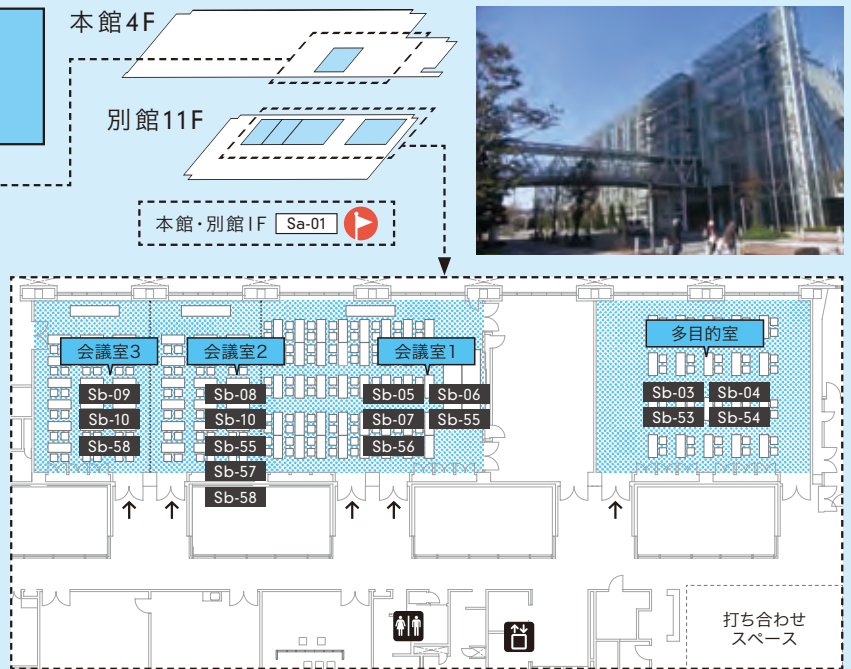 本館4F
別館11F
本館・別館1F Sa-01
会議室3
会議室2
会議室1
多目的室
Sb-09
Sb-10
Sb-58
Sb-08
Sb-10
Sb-55
Sb-57
Sb-58
Sb-05 Sb-06
Sb-07 Sb-55
Sb-56
Sb-03 Sb-04
Sb-53 Sb-54
打ち合わせ
スペース